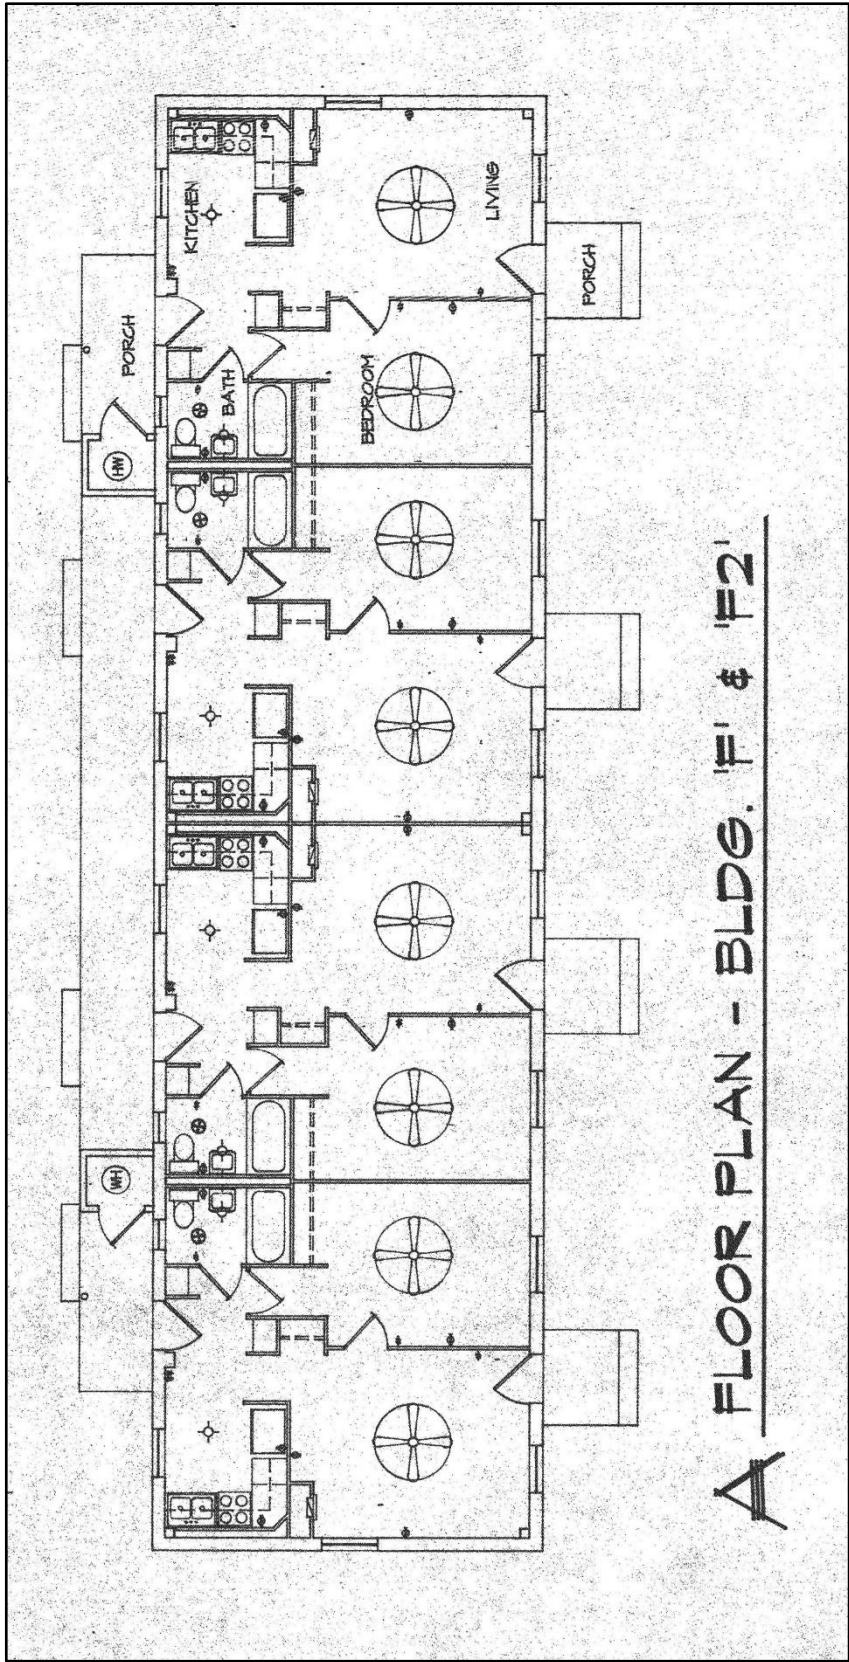 PORCH
HW
WH
KITCHEN
BATH
BEDROOM
LIVING
PORCH
A FLOOR PLAN - BLDG. 'F' & 'F2'